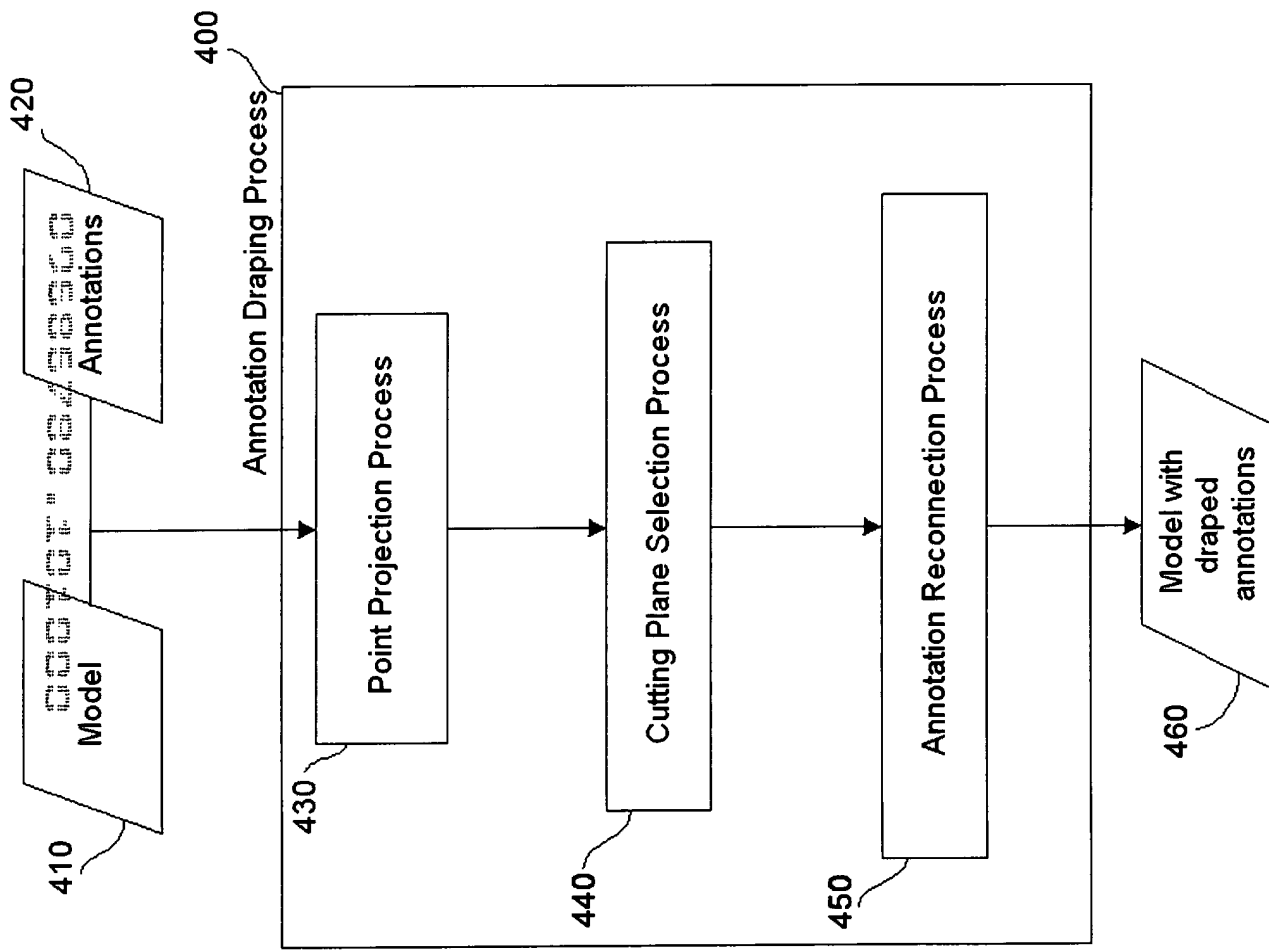 410
Model
Annotations
420
Annotation Draping Process
400
430
Point Projection Process
440
Cutting Plane Selection Process
450
Annotation Reconnection Process
460
Model with
draped
annotations